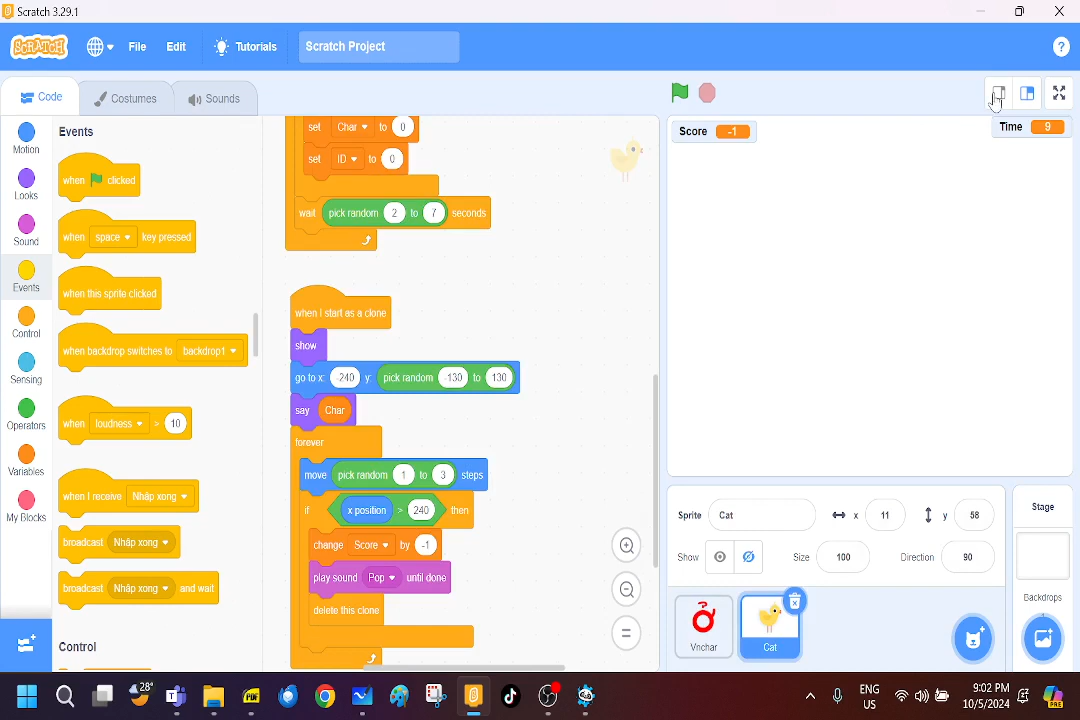 Scratch 3.29.1
SCRATCH File Edit Tutorials Scratch Project ?
Code Costumes Sounds
Motion
Looks
Sound
Events
Control
Sensing
Operators
Variables
My Blocks
Events
when clicked
when space key pressed
when this sprite clicked
when backdrop switches to backdrop1
when loudness > 10
when I receive Nhập xong
broadcast Nhập xong
broadcast Nhập xong and wait
Control
set Char to 0
set ID to 0
wait pick random 2 to 7 seconds
when I start as a clone
show
go to x: -240 y: pick random -130 to 130
say Char
forever
move pick random 1 to 3 steps
if x position > 240 then
change Score by -1
play sound Pop until done
delete this clone
Score -1
Time 9
Sprite Cat x 11 y 58
Show Size 100 Direction 90
Vnchar
Cat
Stage
Backdrops
28°
PDF
ENG
US
9:02 PM
10/5/2024
PRE